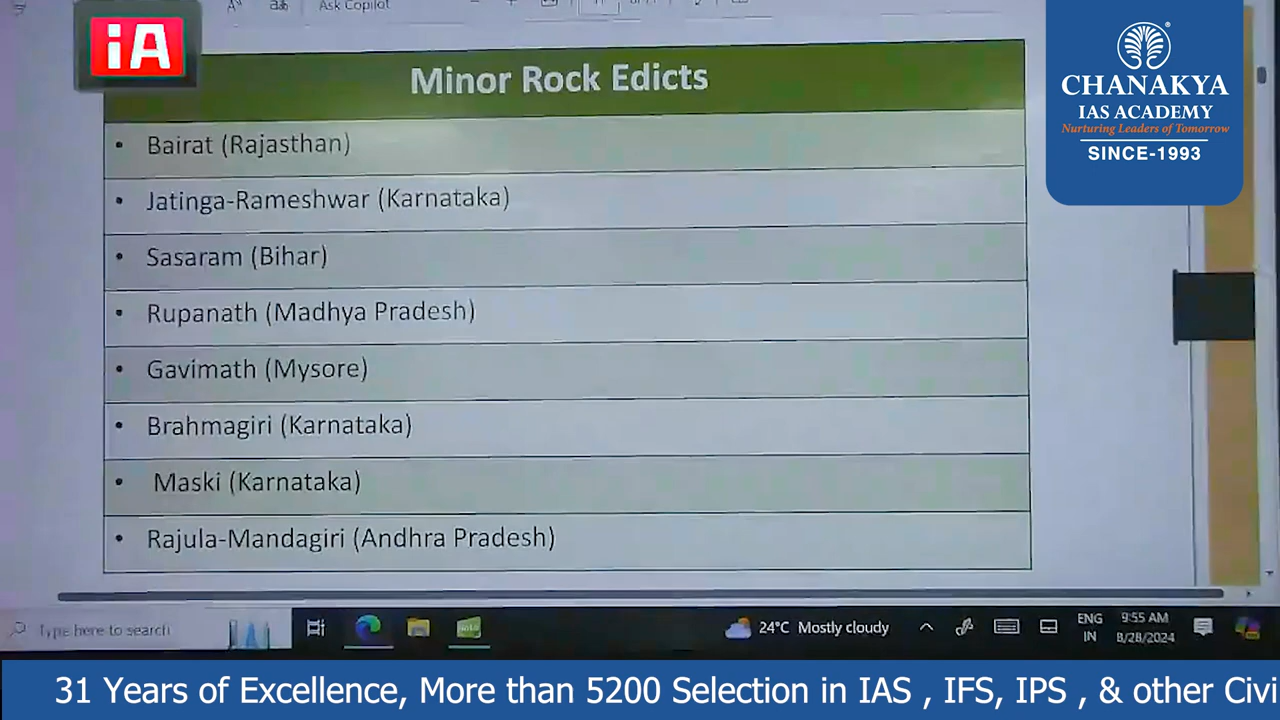 Ask Copilot
iA
Minor Rock Edicts
• Bairat (Rajasthan)
• Jatinga-Rameshwar (Karnataka)
• Sasaram (Bihar)
• Rupanath (Madhya Pradesh)
• Gavimath (Mysore)
• Brahmagiri (Karnataka)
• Maski (Karnataka)
• Rajula-Mandagiri (Andhra Pradesh)
CHANAKYA
IAS ACADEMY
Nurturing Leaders of Tomorrow
SINCE-1993
Type here to search
24°C Mostly cloudy
ENG
IN
9:55 AM
8/28/2024
31 Years of Excellence, More than 5200 Selection in IAS , IFS, IPS , & other Civi